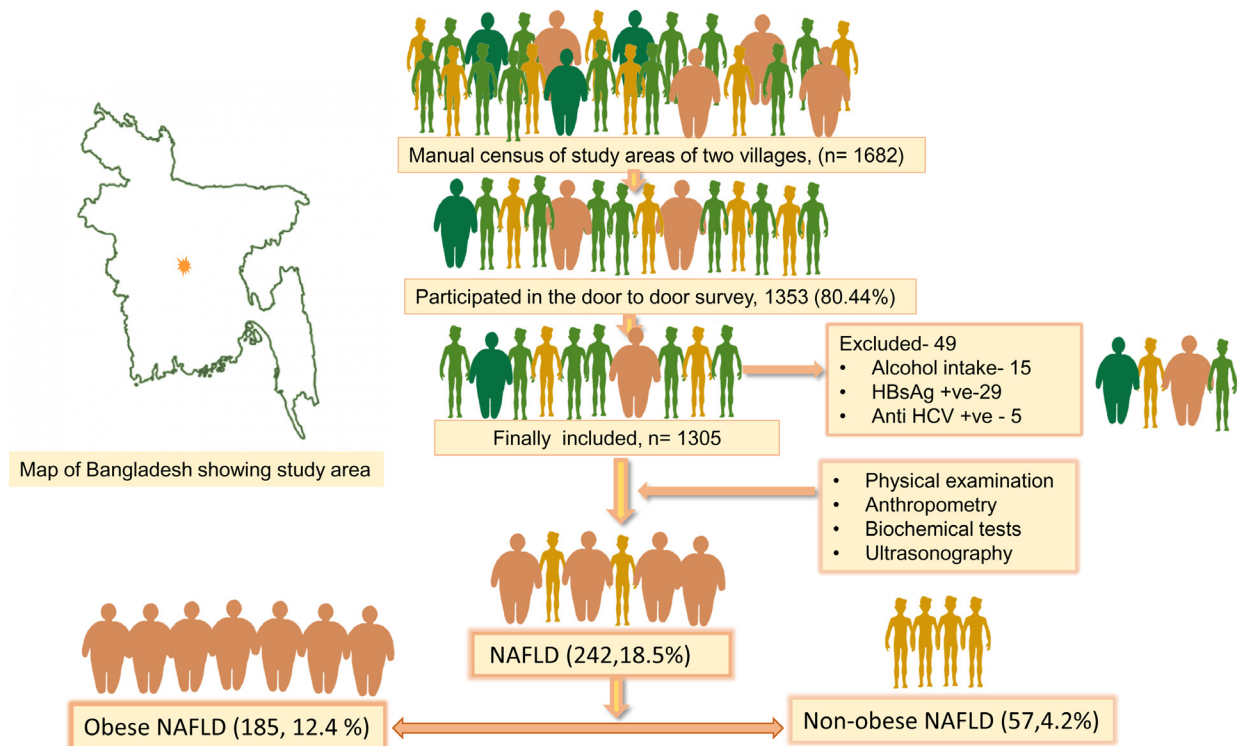 Manual census of study areas of two villages, (n= 1682)
Participated in the door to door survey, 1353 (80.44%)
Excluded- 49
• Alcohol intake- 15
• HBsAg +ve-29
• Anti HCV +ve - 5
Finally included, n= 1305
Map of Bangladesh showing study area
• Physical examination
• Anthropometry
• Biochemical tests
• Ultrasonography
NAFLD (242,18.5%)
Obese NAFLD (185, 12.4 %)
Non-obese NAFLD (57,4.2%)